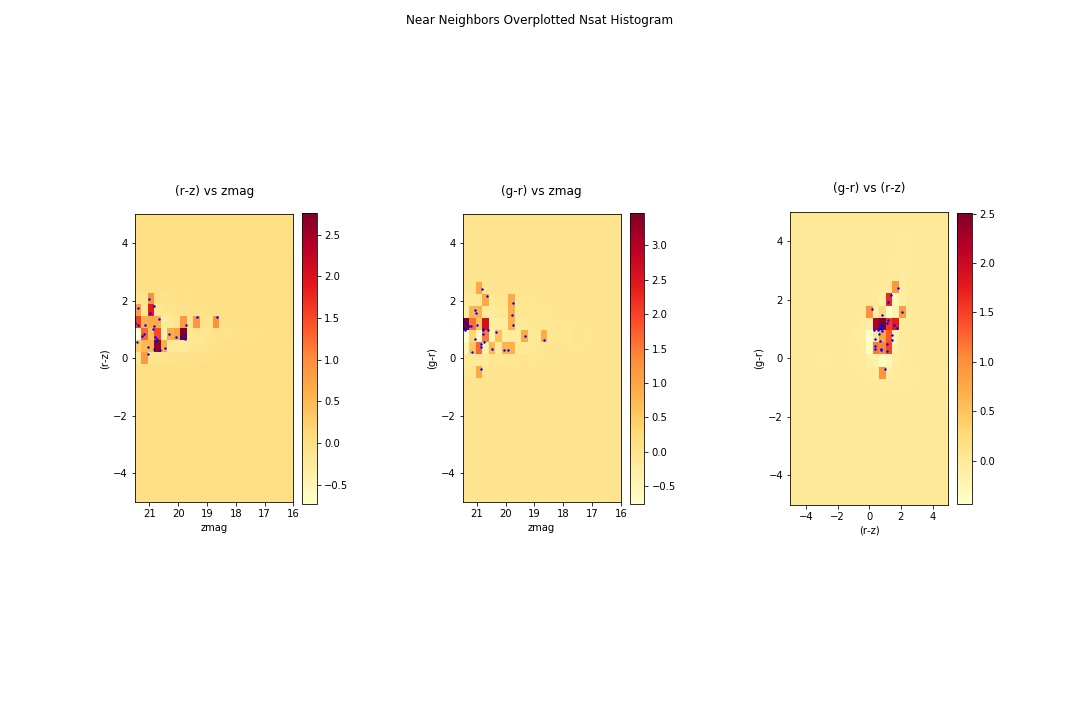 Near Neighbors Overplotted Nsat Histogram
(r-z) vs zmag
(g-r) vs zmag
(g-r) vs (r-z)
4
2
0
−2
−4
(r-z)
21 20 19 18 17 16
zmag
2.5
2.0
1.5
1.0
0.5
0.0
−0.5
4
2
0
−2
−4
(g-r)
21 20 19 18 17 16
zmag
3.0
2.5
2.0
1.5
1.0
0.5
0.0
−0.5
4
2
0
−2
−4
(g-r)
−4 −2 0 2 4
(r-z)
2.5
2.0
1.5
1.0
0.5
0.0